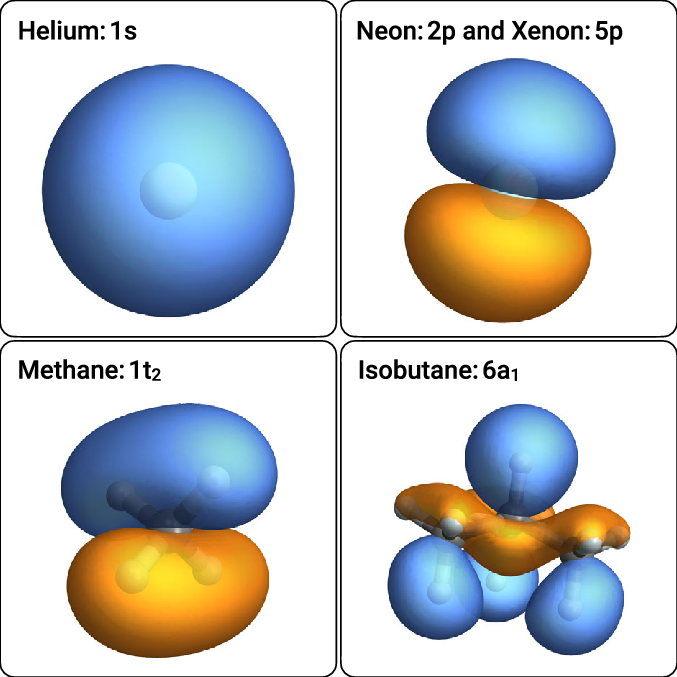 Helium: 1s
Neon: 2p and Xenon: 5p
Methane: 1t₂
Isobutane: 6a₁